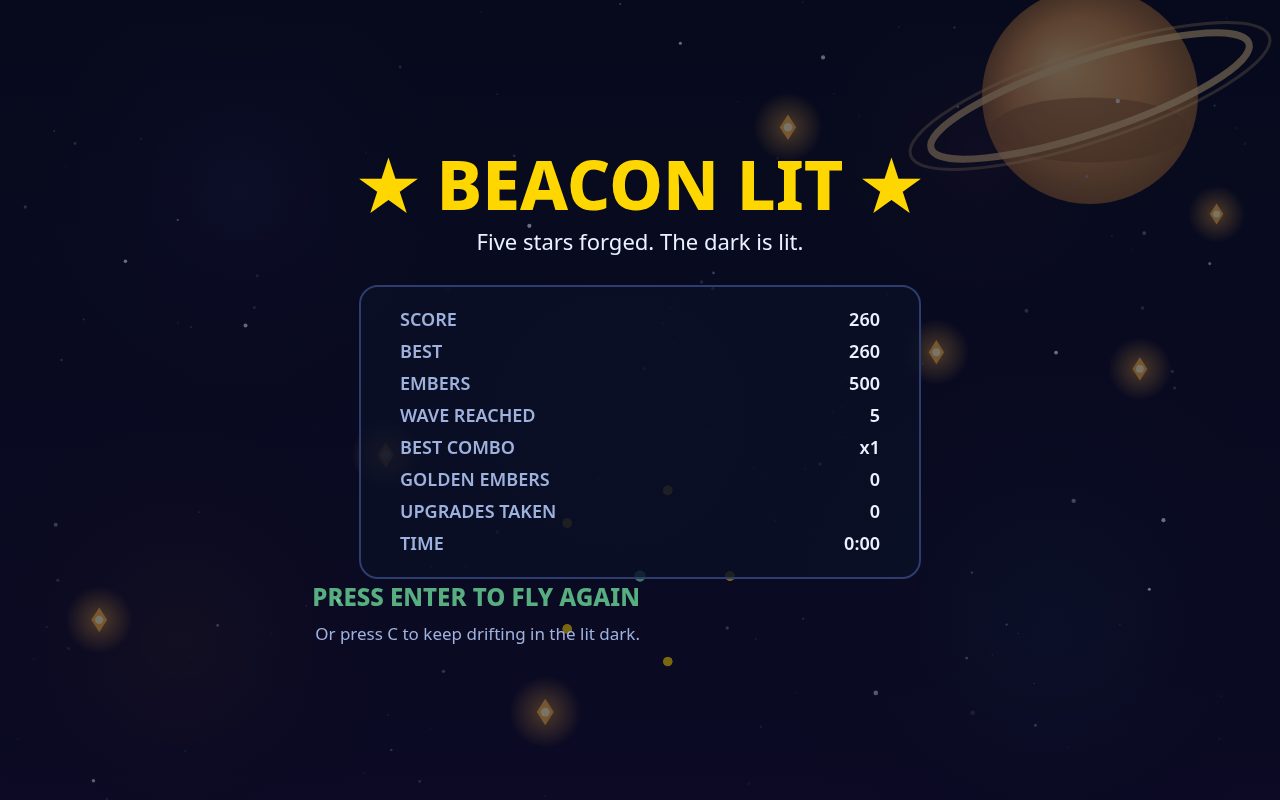 ★ BEACON LIT ★
Five stars forged. The dark is lit.
SCORE 260
BEST 260
EMBERS 500
WAVE REACHED 5
BEST COMBO x1
GOLDEN EMBERS 0
UPGRADES TAKEN 0
TIME 0:00
PRESS ENTER TO FLY AGAIN
Or press C to keep drifting in the lit dark.